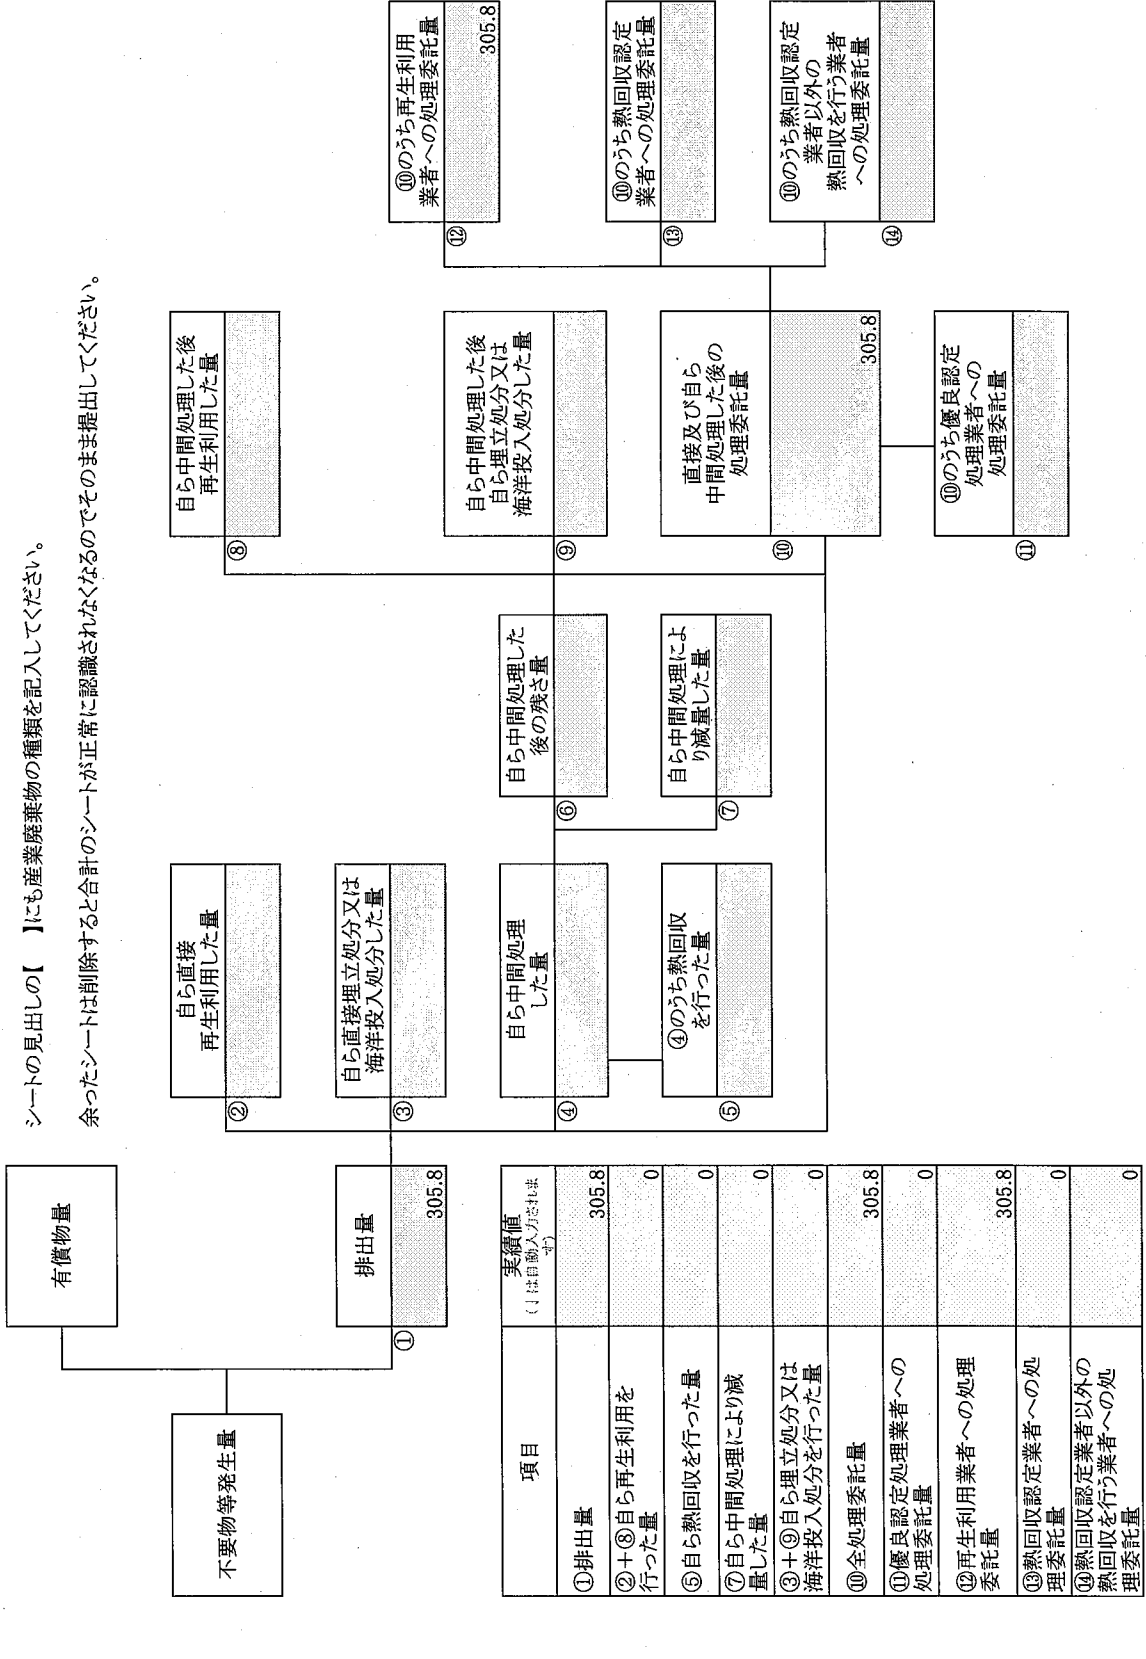 シートの見出しの【　】にも産業廃棄物の種類を記入してください。
余ったシートは削除すると合計のシートが正常に認識されなくなるのでそのまま提出してください。
有償物量
不要物等発生量
排出量
①
305.8
自ら直接
再生利用した量
②
自ら直接埋立処分又は
海洋投入処分した量
③
自ら中間処理
した量
④
④のうち熱回収
を行った量
⑤
自ら中間処理した
後の残さ量
⑥
自ら中間処理によ
り減量した量
⑦
自ら中間処理した後
再生利用した量
⑧
自ら中間処理した後
自ら埋立処分又は
海洋投入処分した量
⑨
直接及び自ら
中間処理した後の
処理委託量
⑩
305.8
⑩のうち優良認定
処理業者への
処理委託量
⑪
⑩のうち再生利用
業者への処理委託量
⑫
305.8
⑩のうち熱回収認定
業者への処理委託量
⑬
⑩のうち熱回収認定
業者以外の
熱回収を行う業者
への処理委託量
⑭
項目
実績値
は自動入力されま
す)
①排出量
305.8
②＋⑧自ら再生利用を
行った量
0
⑤自ら熱回収を行った量
0
⑦自ら中間処理により減
量した量
0
③＋⑨自ら埋立処分又は
海洋投入処分を行った量
0
⑩全処理委託量
305.8
⑪優良認定処理業者への
処理委託量
0
⑫再生利用業者への処理
委託量
305.8
⑬熱回収認定業者への処
理委託量
0
⑭熱回収認定業者以外の
熱回収を行う業者への処
理委託量
0